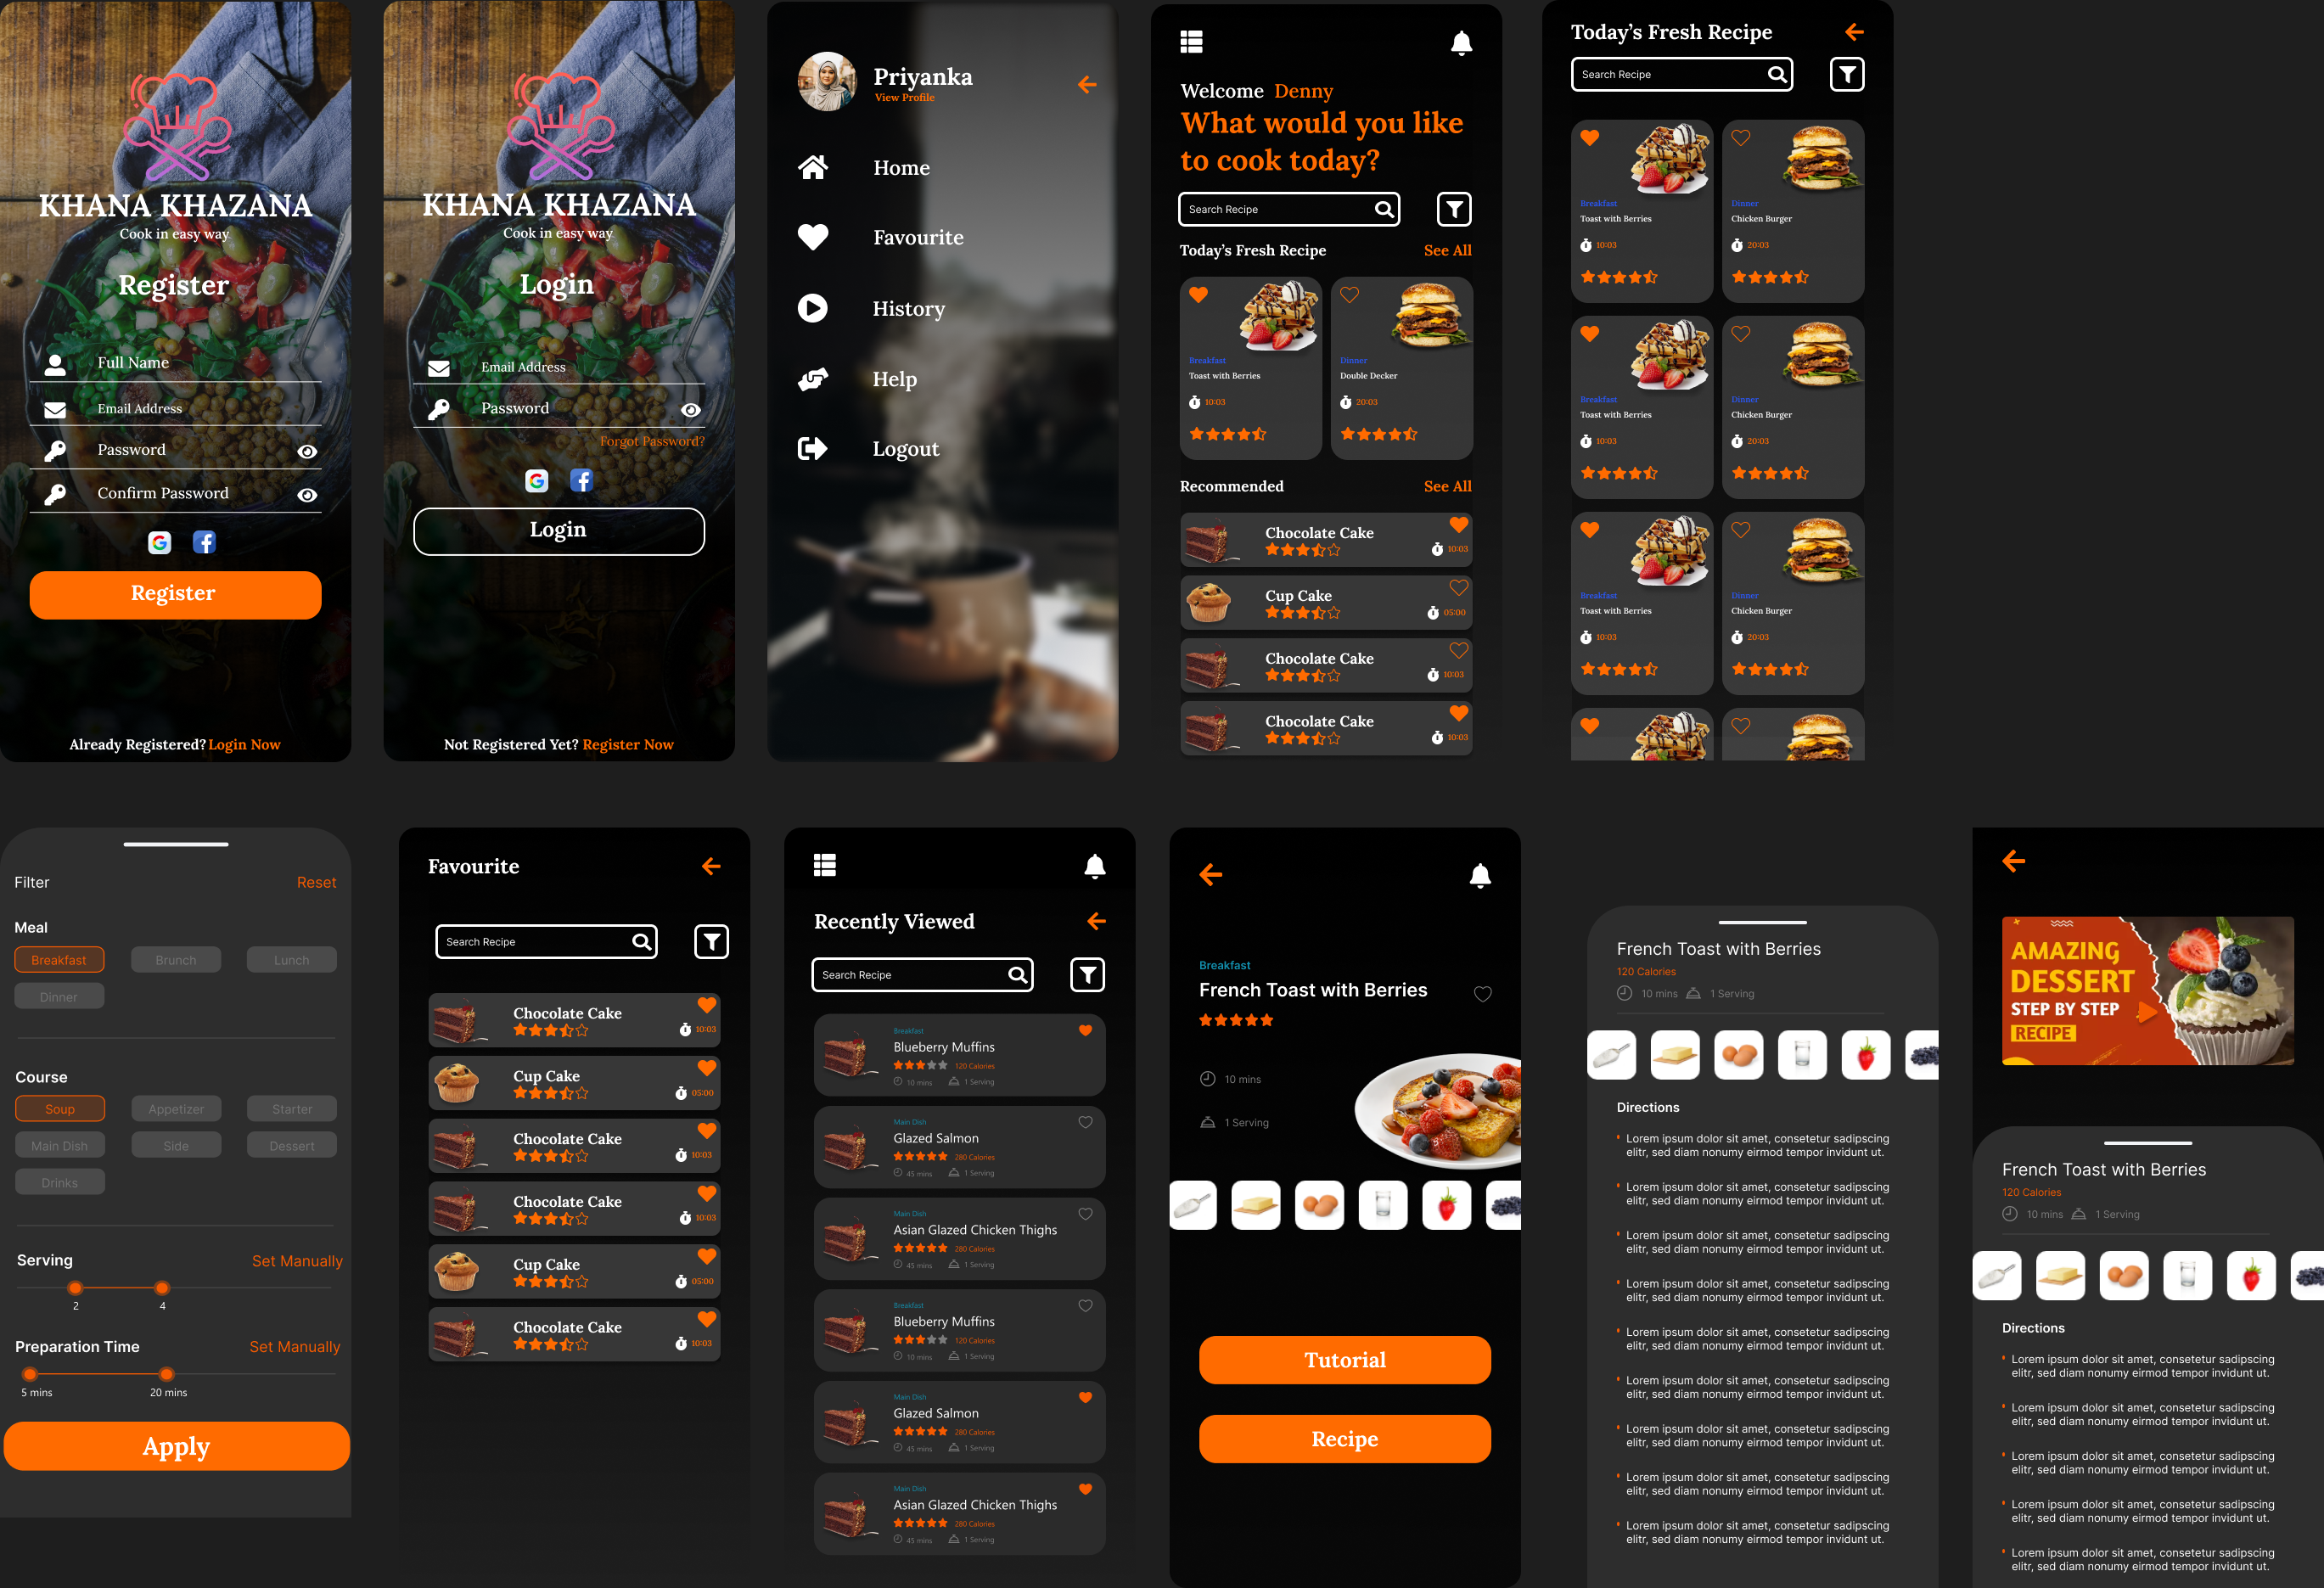 KHANA KHAZANA
Cook in easy way
Register
Full Name
Email Address
Password
Confirm Password
Register
Already Registered? Login Now
KHANA KHAZANA
Cook in easy way
Login
Email Address
Password
Forgot Password?
Login
Not Registered Yet? Register Now
Priyanka
View Profile
Home
Favourite
History
Help
Logout
Welcome Denny
What would you like
to cook today?
Search Recipe
Today's Fresh Recipe See All
Breakfast
Toast with Berries
10:03
Dinner
Double Decker
20:03
Recommended See All
Chocolate Cake
10:03
Cup Cake
05:00
Chocolate Cake
10:03
Chocolate Cake
10:03
Today's Fresh Recipe
Search Recipe
Breakfast
Toast with Berries
10:03
Dinner
Chicken Burger
20:03
Breakfast
Toast with Berries
10:03
Dinner
Chicken Burger
20:03
Breakfast
Toast with Berries
10:03
Dinner
Chicken Burger
20:03
Filter Reset
Meal
Breakfast Brunch Lunch
Dinner
Course
Soup Appetizer Starter
Main Dish Side Dessert
Drinks
Serving Set Manually
2 4
Preparation Time Set Manually
5 mins 20 mins
Apply
Favourite
Search Recipe
Chocolate Cake
10:03
Cup Cake
05:00
Chocolate Cake
10:03
Chocolate Cake
10:03
Cup Cake
05:00
Chocolate Cake
10:03
Recently Viewed
Search Recipe
Breakfast
Blueberry Muffins
120 Calories
10 mins 1 Serving
Main Dish
Glazed Salmon
280 Calories
45 mins 1 Serving
Main Dish
Asian Glazed Chicken Thighs
280 Calories
45 mins 1 Serving
Breakfast
Blueberry Muffins
120 Calories
10 mins 1 Serving
Main Dish
Glazed Salmon
280 Calories
45 mins 1 Serving
Main Dish
Asian Glazed Chicken Thighs
280 Calories
45 mins 1 Serving
Breakfast
French Toast with Berries
10 mins
1 Serving
Tutorial
Recipe
French Toast with Berries
120 Calories
10 mins 1 Serving
Directions
Lorem ipsum dolor sit amet, consetetur sadipscing
elitr, sed diam nonumy eirmod tempor invidunt ut.
Lorem ipsum dolor sit amet, consetetur sadipscing
elitr, sed diam nonumy eirmod tempor invidunt ut.
Lorem ipsum dolor sit amet, consetetur sadipscing
elitr, sed diam nonumy eirmod tempor invidunt ut.
Lorem ipsum dolor sit amet, consetetur sadipscing
elitr, sed diam nonumy eirmod tempor invidunt ut.
Lorem ipsum dolor sit amet, consetetur sadipscing
elitr, sed diam nonumy eirmod tempor invidunt ut.
Lorem ipsum dolor sit amet, consetetur sadipscing
elitr, sed diam nonumy eirmod tempor invidunt ut.
Lorem ipsum dolor sit amet, consetetur sadipscing
elitr, sed diam nonumy eirmod tempor invidunt ut.
Lorem ipsum dolor sit amet, consetetur sadipscing
elitr, sed diam nonumy eirmod tempor invidunt ut.
Lorem ipsum dolor sit amet, consetetur sadipscing
elitr, sed diam nonumy eirmod tempor invidunt ut.
AMAZING
DESSERT
STEP BY STEP
RECIPE
French Toast with Berries
120 Calories
10 mins 1 Serving
Directions
Lorem ipsum dolor sit amet, consetetur sadipscing
elitr, sed diam nonumy eirmod tempor invidunt ut.
Lorem ipsum dolor sit amet, consetetur sadipscing
elitr, sed diam nonumy eirmod tempor invidunt ut.
Lorem ipsum dolor sit amet, consetetur sadipscing
elitr, sed diam nonumy eirmod tempor invidunt ut.
Lorem ipsum dolor sit amet, consetetur sadipscing
elitr, sed diam nonumy eirmod tempor invidunt ut.
Lorem ipsum dolor sit amet, consetetur sadipscing
elitr, sed diam nonumy eirmod tempor invidunt ut.